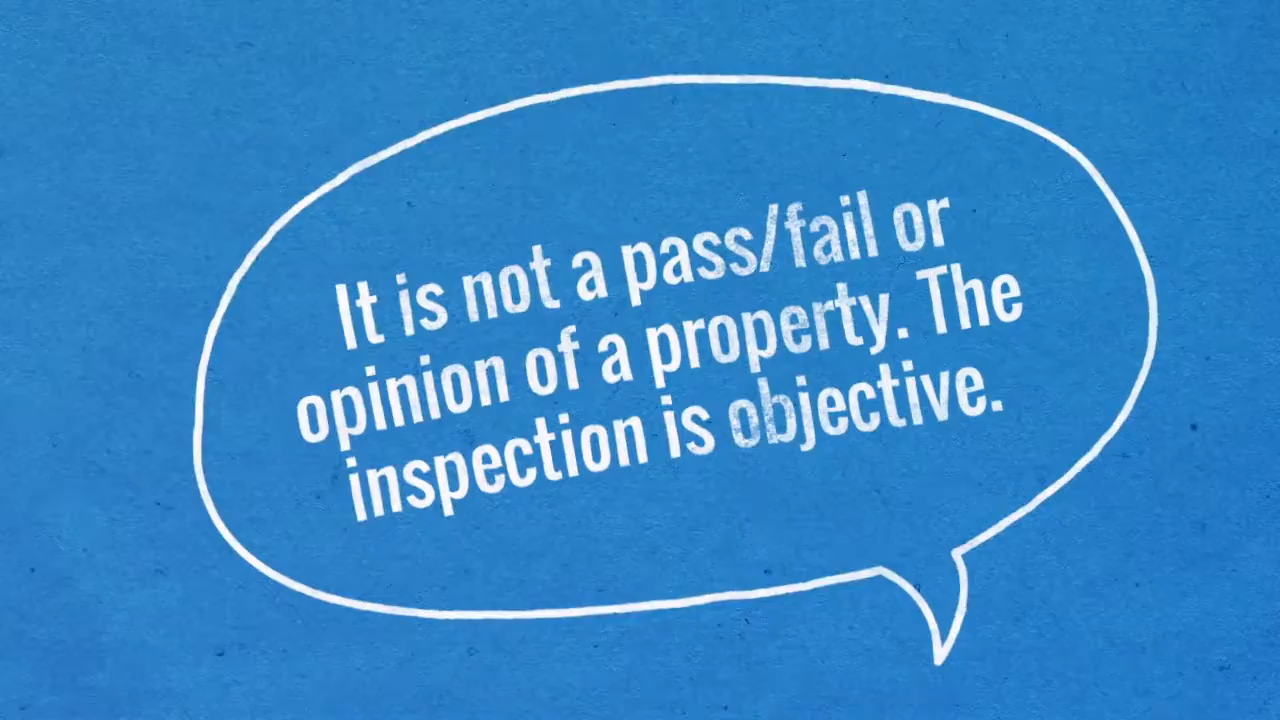 It is not a pass/fail or
opinion of a property. The
inspection is objective.